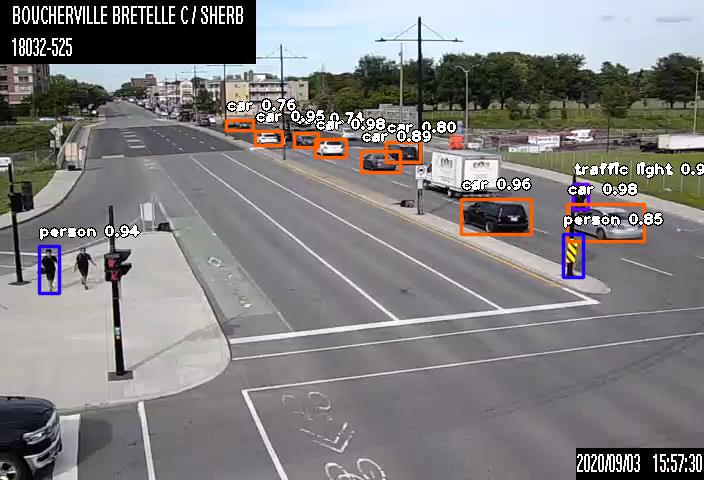 BOUCHERVILLE BRETELLE C / SHERB
18032-525
car 0.76
car 0.95
0.74
car 0.98
car 0.80
0.89
traffic light 0.9
car 0.96
car 0.98
person 0.85
person 0.94
2020/09/03 15:57:30